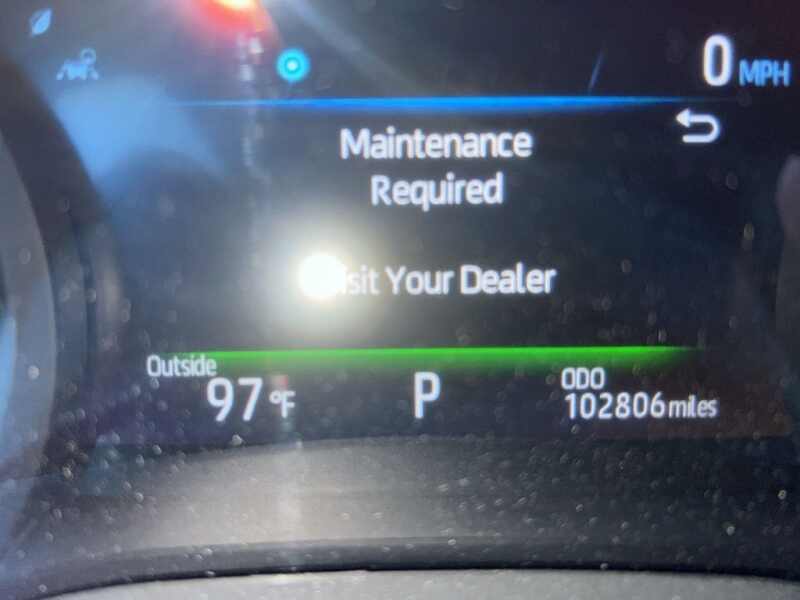 0 MPH
Maintenance
Required
Your Dealer
Outside
97 °F
P
ODO
102806 miles